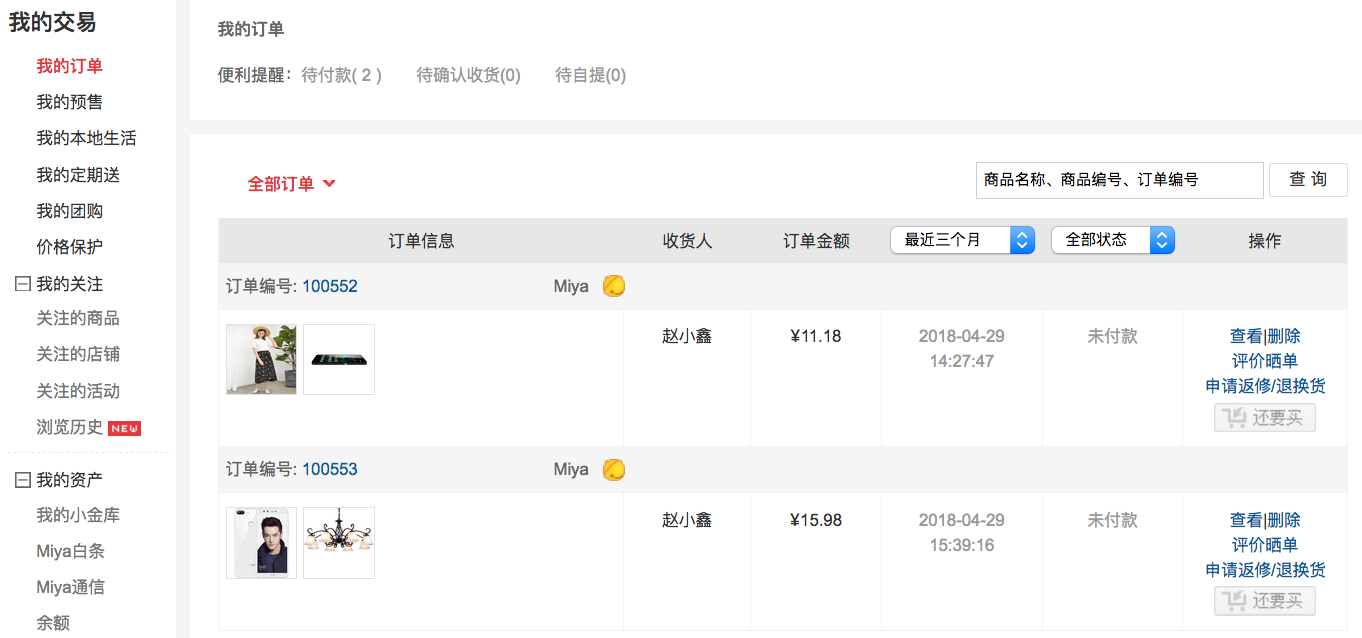 我的交易
我的订单
我的预售
我的本地生活
我的定期送
我的团购
价格保护
我的关注
关注的商品
关注的店铺
关注的活动
浏览历史 NEW
我的资产
我的小金库
Miya白条
Miya通信
余额
我的订单
便利提醒：待付款( 2 ) 待确认收货(0) 待自提(0)
全部订单
商品名称、商品编号、订单编号 查 询
订单信息 收货人 订单金额 最近三个月 全部状态 操作
订单编号: 100552 Miya
赵小鑫 ¥11.18 2018-04-29 未付款 查看|删除
14:27:47 评价晒单
申请返修/退换货
还要买
订单编号: 100553 Miya
赵小鑫 ¥15.98 2018-04-29 未付款 查看|删除
15:39:16 评价晒单
申请返修/退换货
还要买